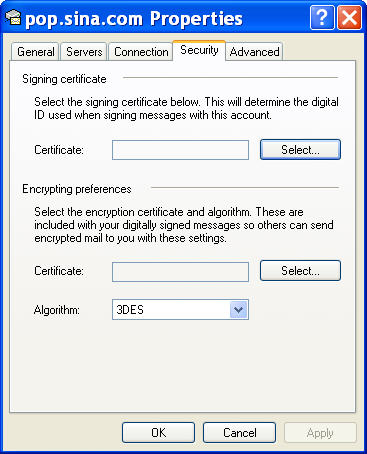 pop.sina.com Properties
General Servers Connection Security Advanced
Signing certificate
Select the signing certificate below. This will determine the digital
ID used when signing messages with this account.
Certificate: Select...
Encrypting preferences
Select the encryption certificate and algorithm. These are
included with your digitally signed messages so others can send
encrypted mail to you with these settings.
Certificate: Select...
Algorithm: 3DES
OK Cancel Apply